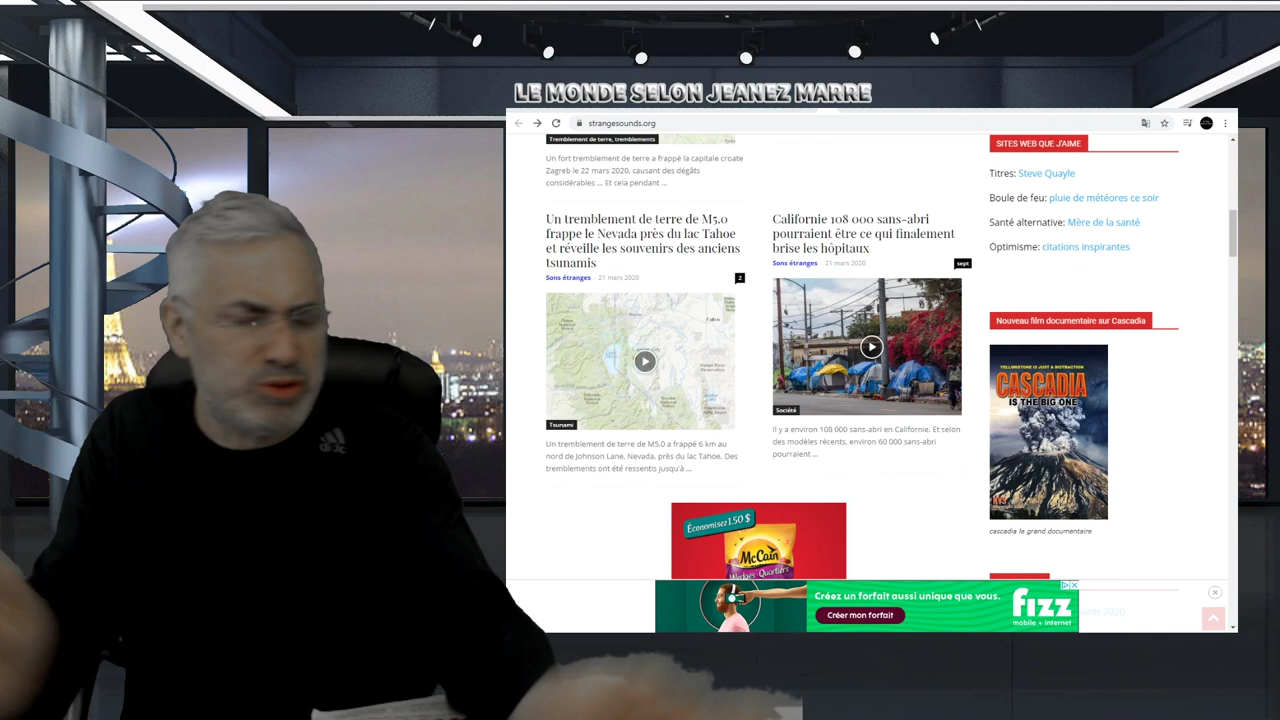 LE MONDE SELON JEANEZ MARRE
strangesounds.org
Tremblement de terre, tremblements
Un fort tremblement de terre a frappé la capitale croate
Zagreb le 22 mars 2020, causant des dégâts
considérables ... Et cela pendant ...
Un tremblement de terre de M5.0
frappe le Nevada près du lac Tahoe
et réveille les souvenirs des anciens
tsunamis
Sons étranges - 21 mars 2020
2
Tsunami
Un tremblement de terre de M5.0 a frappé 6 km au
nord de Johnson Lane, Nevada, près du lac Tahoe. Des
tremblements ont été ressentis jusqu'à ...
Californie 108 000 sans-abri
pourraient être ce qui finalement
brise les hôpitaux
Sons étranges - 21 mars 2020
sept
Société
Il y a environ 108 000 sans-abri en Californie. Et selon
des modèles récents, environ 60 000 sans-abri
pourraient ...
SITES WEB QUE J'AIME
Titres: Steve Quayle
Boule de feu: pluie de météores ce soir
Santé alternative: Mère de la santé
Optimisme: citations inspirantes
Nouveau film documentaire sur Cascadia
YELLOWSTONE IS JUST A DISTRACTION
CASCADIA
IS THE BIG ONE
cascadia le grand documentaire
Économisez 1,50 $
McCain
Wedges-Quartiers
Créez un forfait aussi unique que vous.
Créer mon forfait
fizz
mobile + internet
2020
adidas